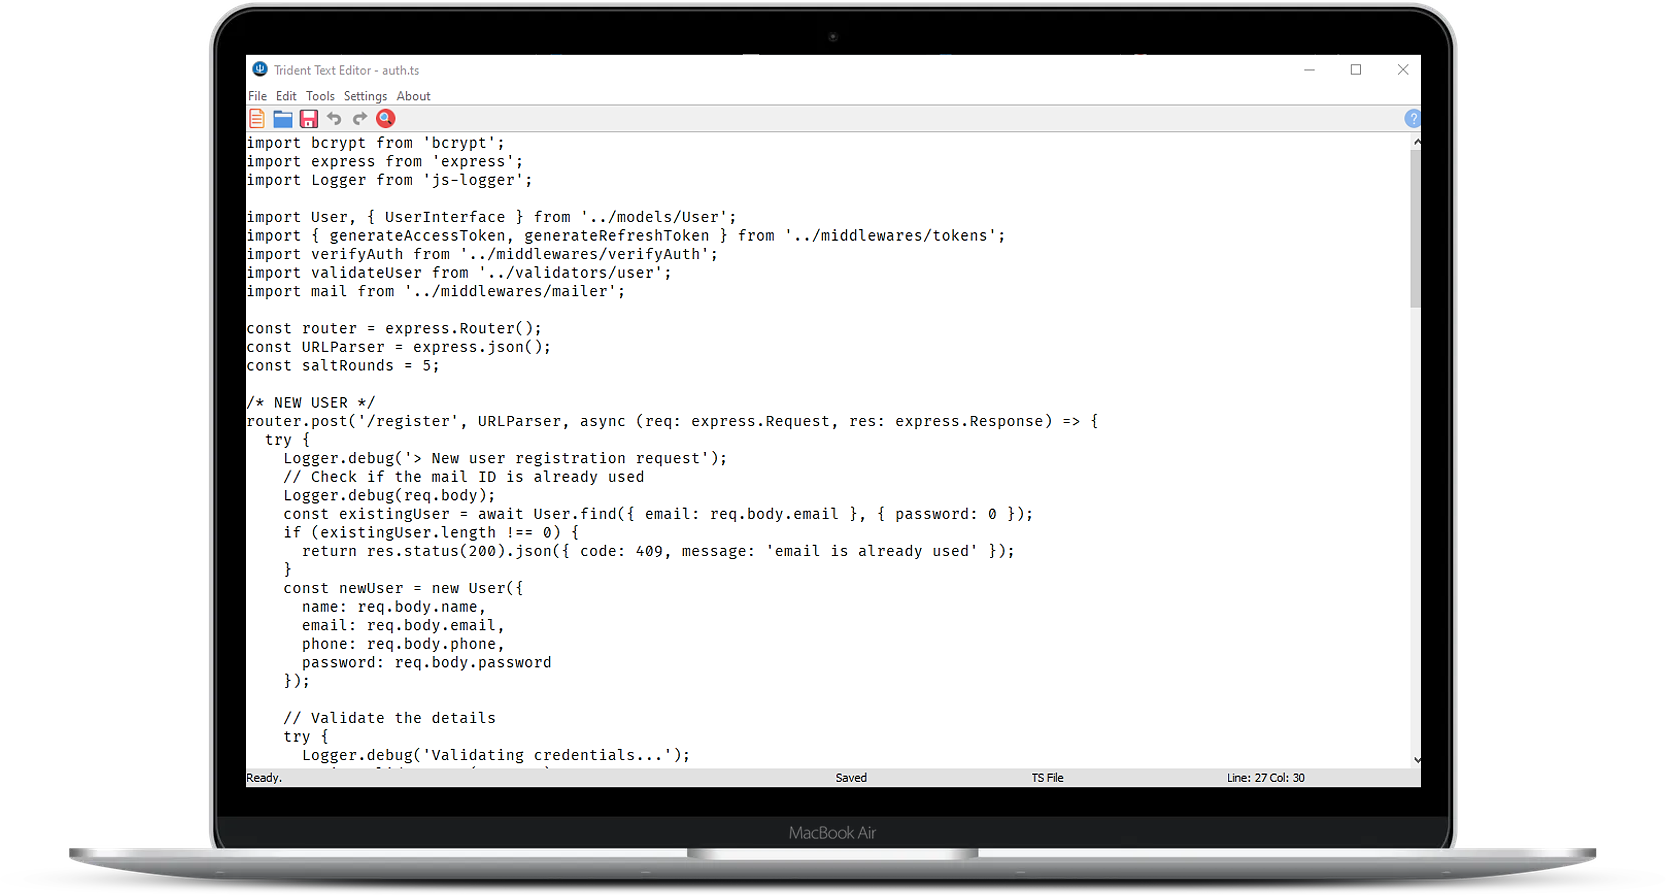 Trident Text Editor - auth.ts
File Edit Tools Settings About
?
import bcrypt from 'bcrypt';
import express from 'express';
import Logger from 'js-logger';

import User, { UserInterface } from '../models/User';
import { generateAccessToken, generateRefreshToken } from '../middlewares/tokens';
import verifyAuth from '../middlewares/verifyAuth';
import validateUser from '../validators/user';
import mail from '../middlewares/mailer';

const router = express.Router();
const URLParser = express.json();
const saltRounds = 5;

/* NEW USER */
router.post('/register', URLParser, async (req: express.Request, res: express.Response) => {
  try {
    Logger.debug('> New user registration request');
    // Check if the mail ID is already used
    Logger.debug(req.body);
    const existingUser = await User.find({ email: req.body.email }, { password: 0 });
    if (existingUser.length !== 0) {
      return res.status(200).json({ code: 409, message: 'email is already used' });
    }
    const newUser = new User({
      name: req.body.name,
      email: req.body.email,
      phone: req.body.phone,
      password: req.body.password
    });

    // Validate the details
    try {
      Logger.debug('Validating credentials...');
Ready. Saved TS File Line: 27 Col: 30
MacBook Air